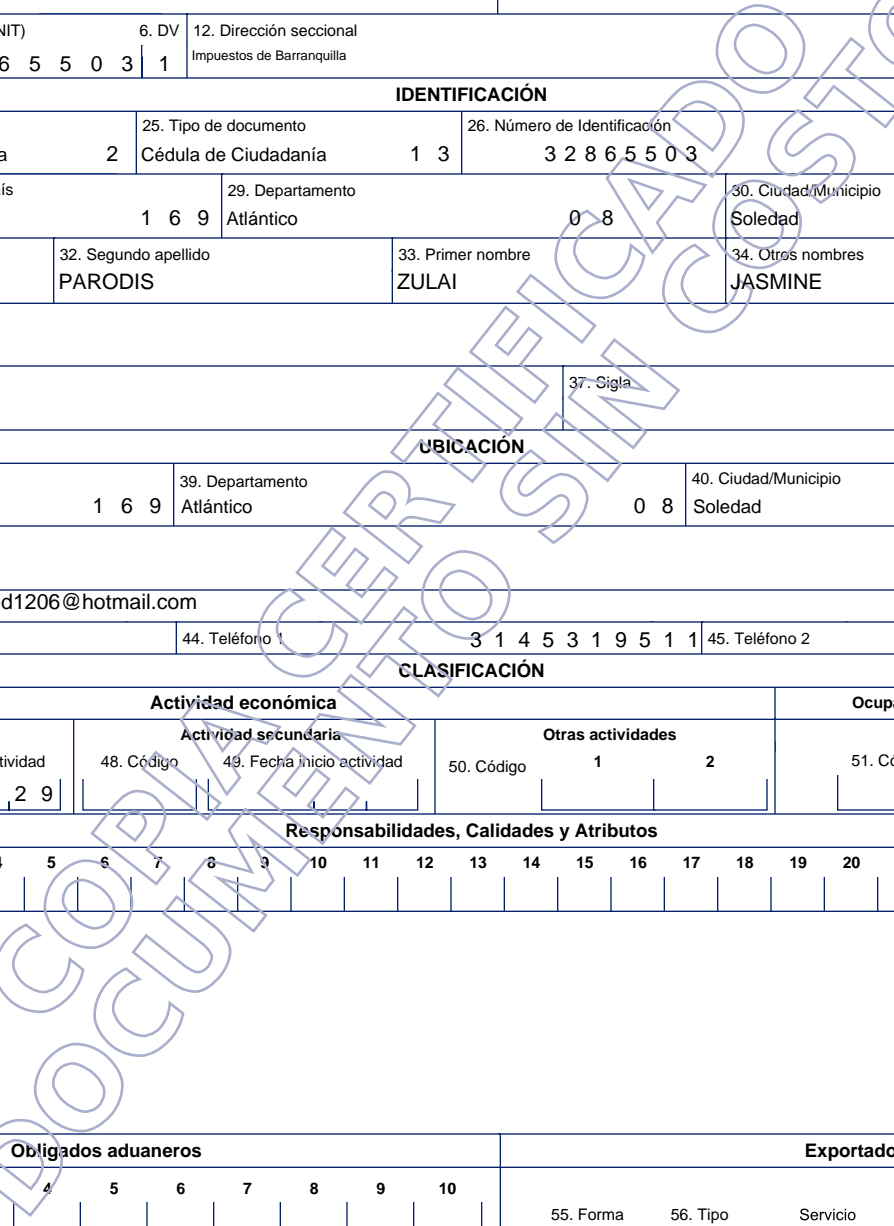 NIT) 6. DV 12. Dirección seccional
6 5 5 0 3 1 Impuestos de Barranquilla
IDENTIFICACIÓN
25. Tipo de documento 26. Número de Identificación
a 2 Cédula de Ciudadanía 1 3 3 2 8 6 5 5 0 3
ís 29. Departamento 30. Ciudad/Municipio
1 6 9 Atlántico 0 8 Soledad
32. Segundo apellido 33. Primer nombre 34. Otros nombres
PARODIS ZULAI JASMINE
37. Sigla
UBICACIÓN
39. Departamento 40. Ciudad/Municipio
1 6 9 Atlántico 0 8 Soledad
d1206@hotmail.com
44. Teléfono 1 3 1 4 5 3 1 9 5 1 1 45. Teléfono 2
CLASIFICACIÓN
Actividad económica Ocupa
Actividad secundaria Otras actividades
tividad 48. Código 49. Fecha inicio actividad 50. Código 1 2 51. Có
2 9
Responsabilidades, Calidades y Atributos
4 5 6 7 8 9 10 11 12 13 14 15 16 17 18 19 20
Obligados aduaneros Exportado
4 5 6 7 8 9 10
55. Forma 56. Tipo Servicio
COPIA CERTIFICADO
DOCUMENTO SIN COSTO